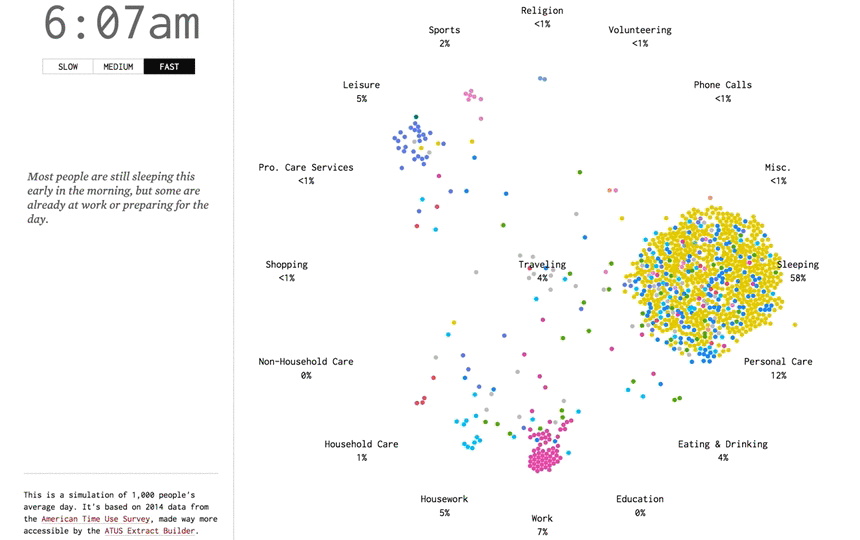 6:07am
SLOW MEDIUM FAST
Most people are still sleeping this
early in the morning, but some are
already at work or preparing for the
day.
This is a simulation of 1,000 people's
average day. It's based on 2014 data from
the American Time Use Survey, made way more
accessible by the ATUS Extract Builder.
Religion
<1%
Sports
2%
Volunteering
<1%
Leisure
5%
Phone Calls
<1%
Pro. Care Services
<1%
Misc.
<1%
Shopping
<1%
Traveling
4%
Sleeping
58%
Non-Household Care
0%
Personal Care
12%
Household Care
1%
Eating & Drinking
4%
Housework
5%
Education
0%
Work
7%